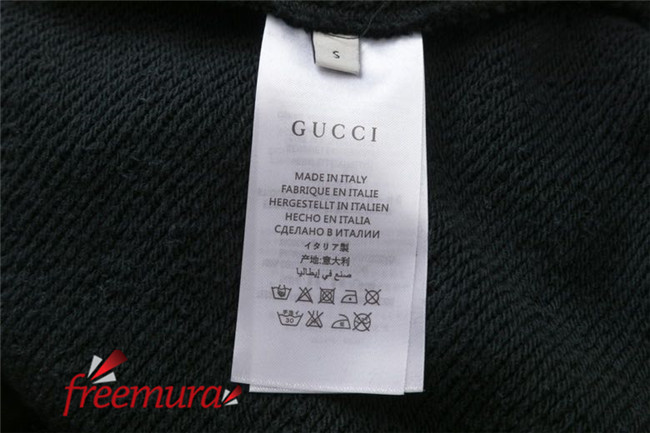 S
GUCCI
MADE IN ITALY
FABRIQUE EN ITALIE
HERGESTELLT IN ITALIEN
HECHO EN ITALIA
СДЕЛАНО В ИТАЛИИ
イタリア製
产地:意大利
صنع في إيطاليا
30
freemura